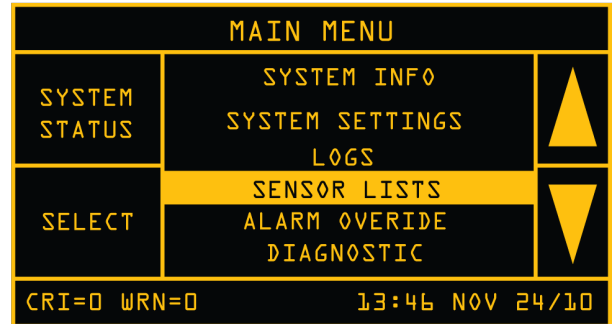 MAIN MENU
SYSTEM STATUS
SYSTEM INFO
SYSTEM SETTINGS
LOGS
SENSOR LISTS
ALARM OVERIDE
DIAGNOSTIC
SELECT
CRI=0 WRN=0 13:46 NOV 24/10